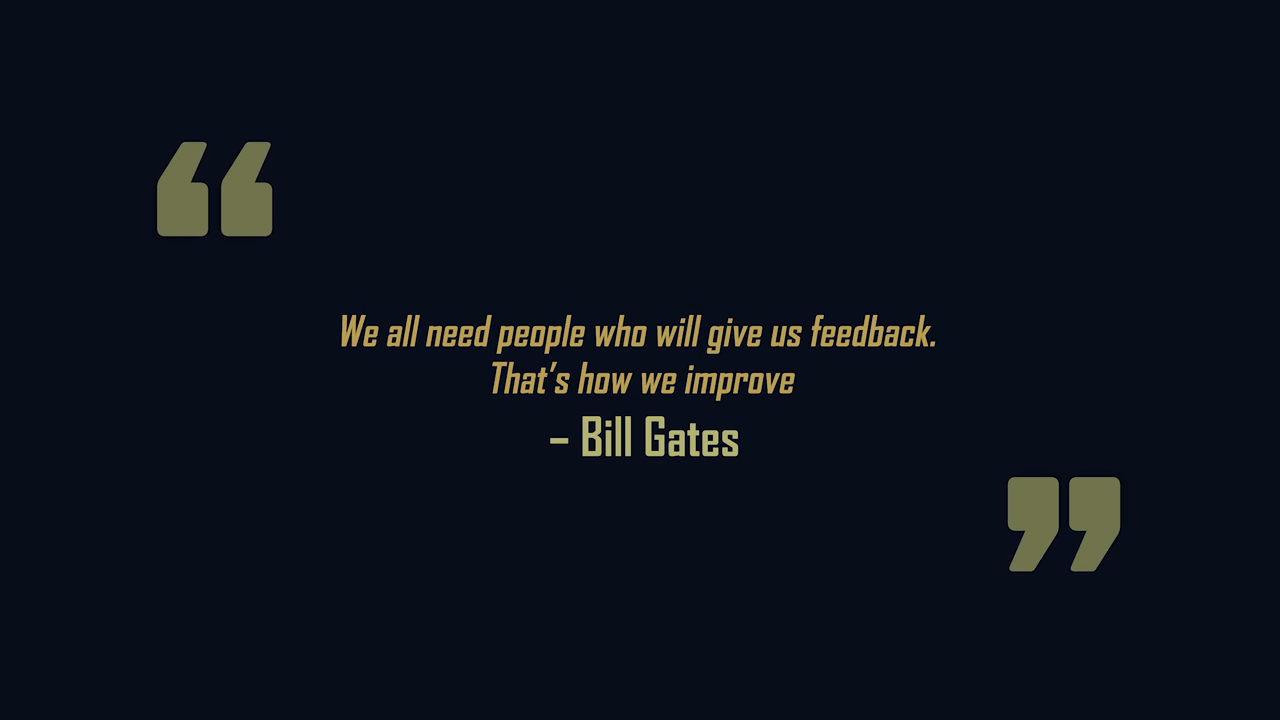 “
We all need people who will give us feedback.
That’s how we improve
– Bill Gates
”